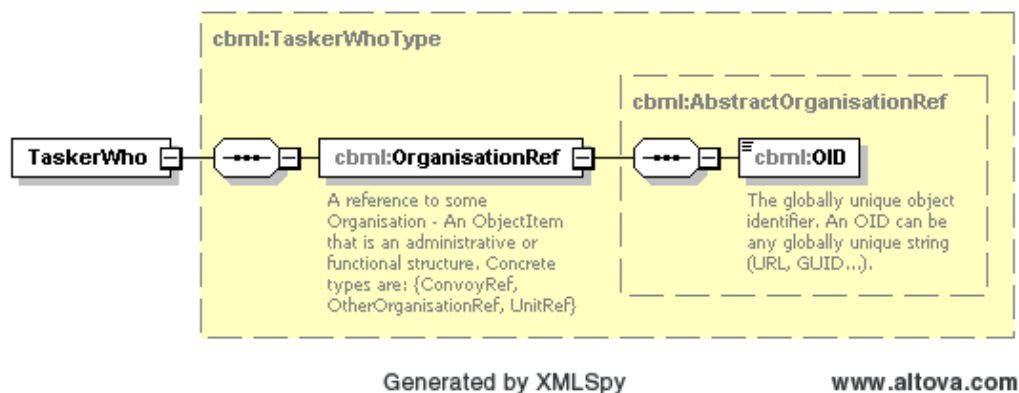 cbml:TaskerWhoType
cbml:AbstractOrganisationRef
TaskerWho
cbml:OrganisationRef
cbml:OID
A reference to some
Organisation - An ObjectItem
that is an administrative or
functional structure. Concrete
types are: {ConvoyRef,
OtherOrganisationRef, UnitRef}
The globally unique object
identifier. An OID can be
any globally unique string
(URL, GUID...).
Generated by XMLSpy
www.altova.com